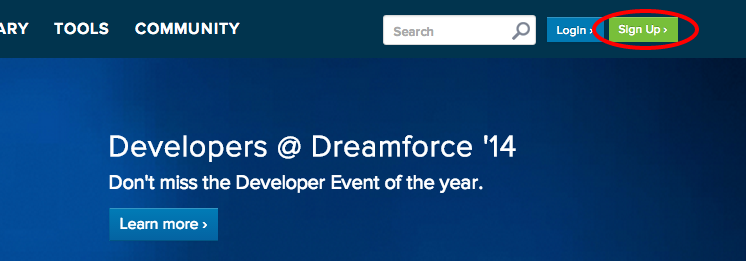 ARY TOOLS COMMUNITY Search Login › Sign Up ›
Developers @ Dreamforce '14
Don't miss the Developer Event of the year.
Learn more ›